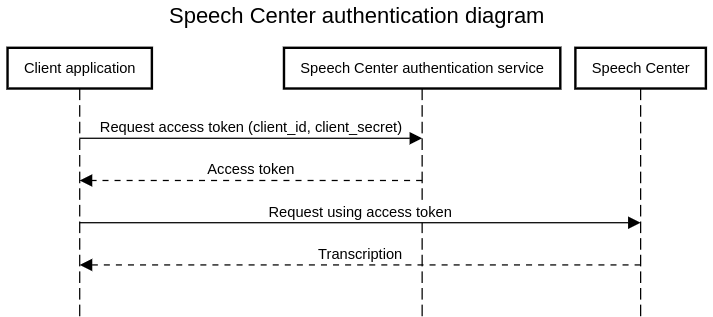 Speech Center authentication diagram
Client application
Speech Center authentication service
Speech Center
Request access token (client_id, client_secret)
Access token
Request using access token
Transcription